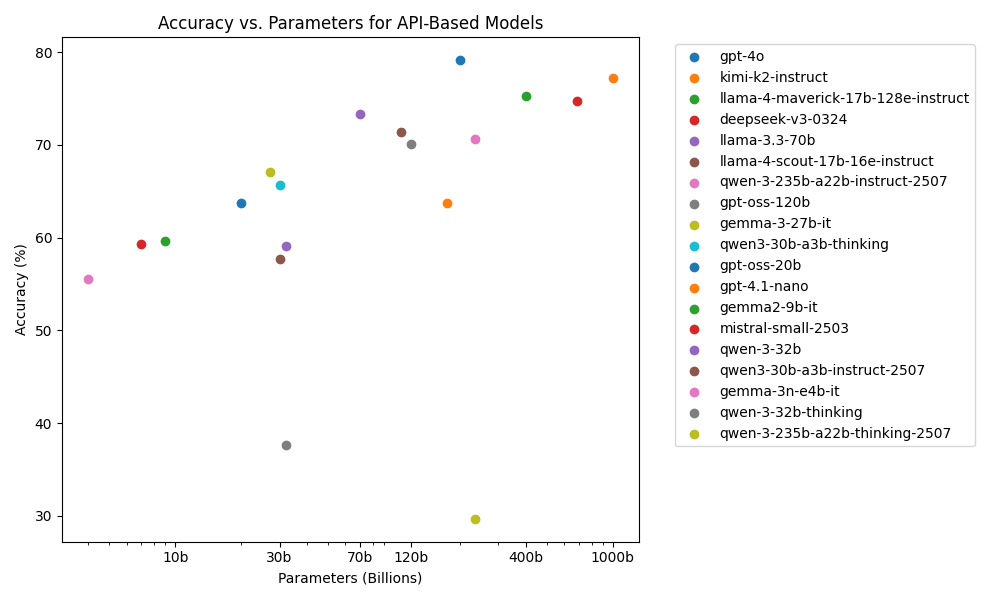 Accuracy vs. Parameters for API-Based Models
80
70
60
50
40
30
Accuracy (%)
10b
30b
70b
120b
400b
1000b
Parameters (Billions)
gpt-4o
kimi-k2-instruct
llama-4-maverick-17b-128e-instruct
deepseek-v3-0324
llama-3.3-70b
llama-4-scout-17b-16e-instruct
qwen-3-235b-a22b-instruct-2507
gpt-oss-120b
gemma-3-27b-it
qwen3-30b-a3b-thinking
gpt-oss-20b
gpt-4.1-nano
gemma2-9b-it
mistral-small-2503
qwen-3-32b
qwen3-30b-a3b-instruct-2507
gemma-3n-e4b-it
qwen-3-32b-thinking
qwen-3-235b-a22b-thinking-2507